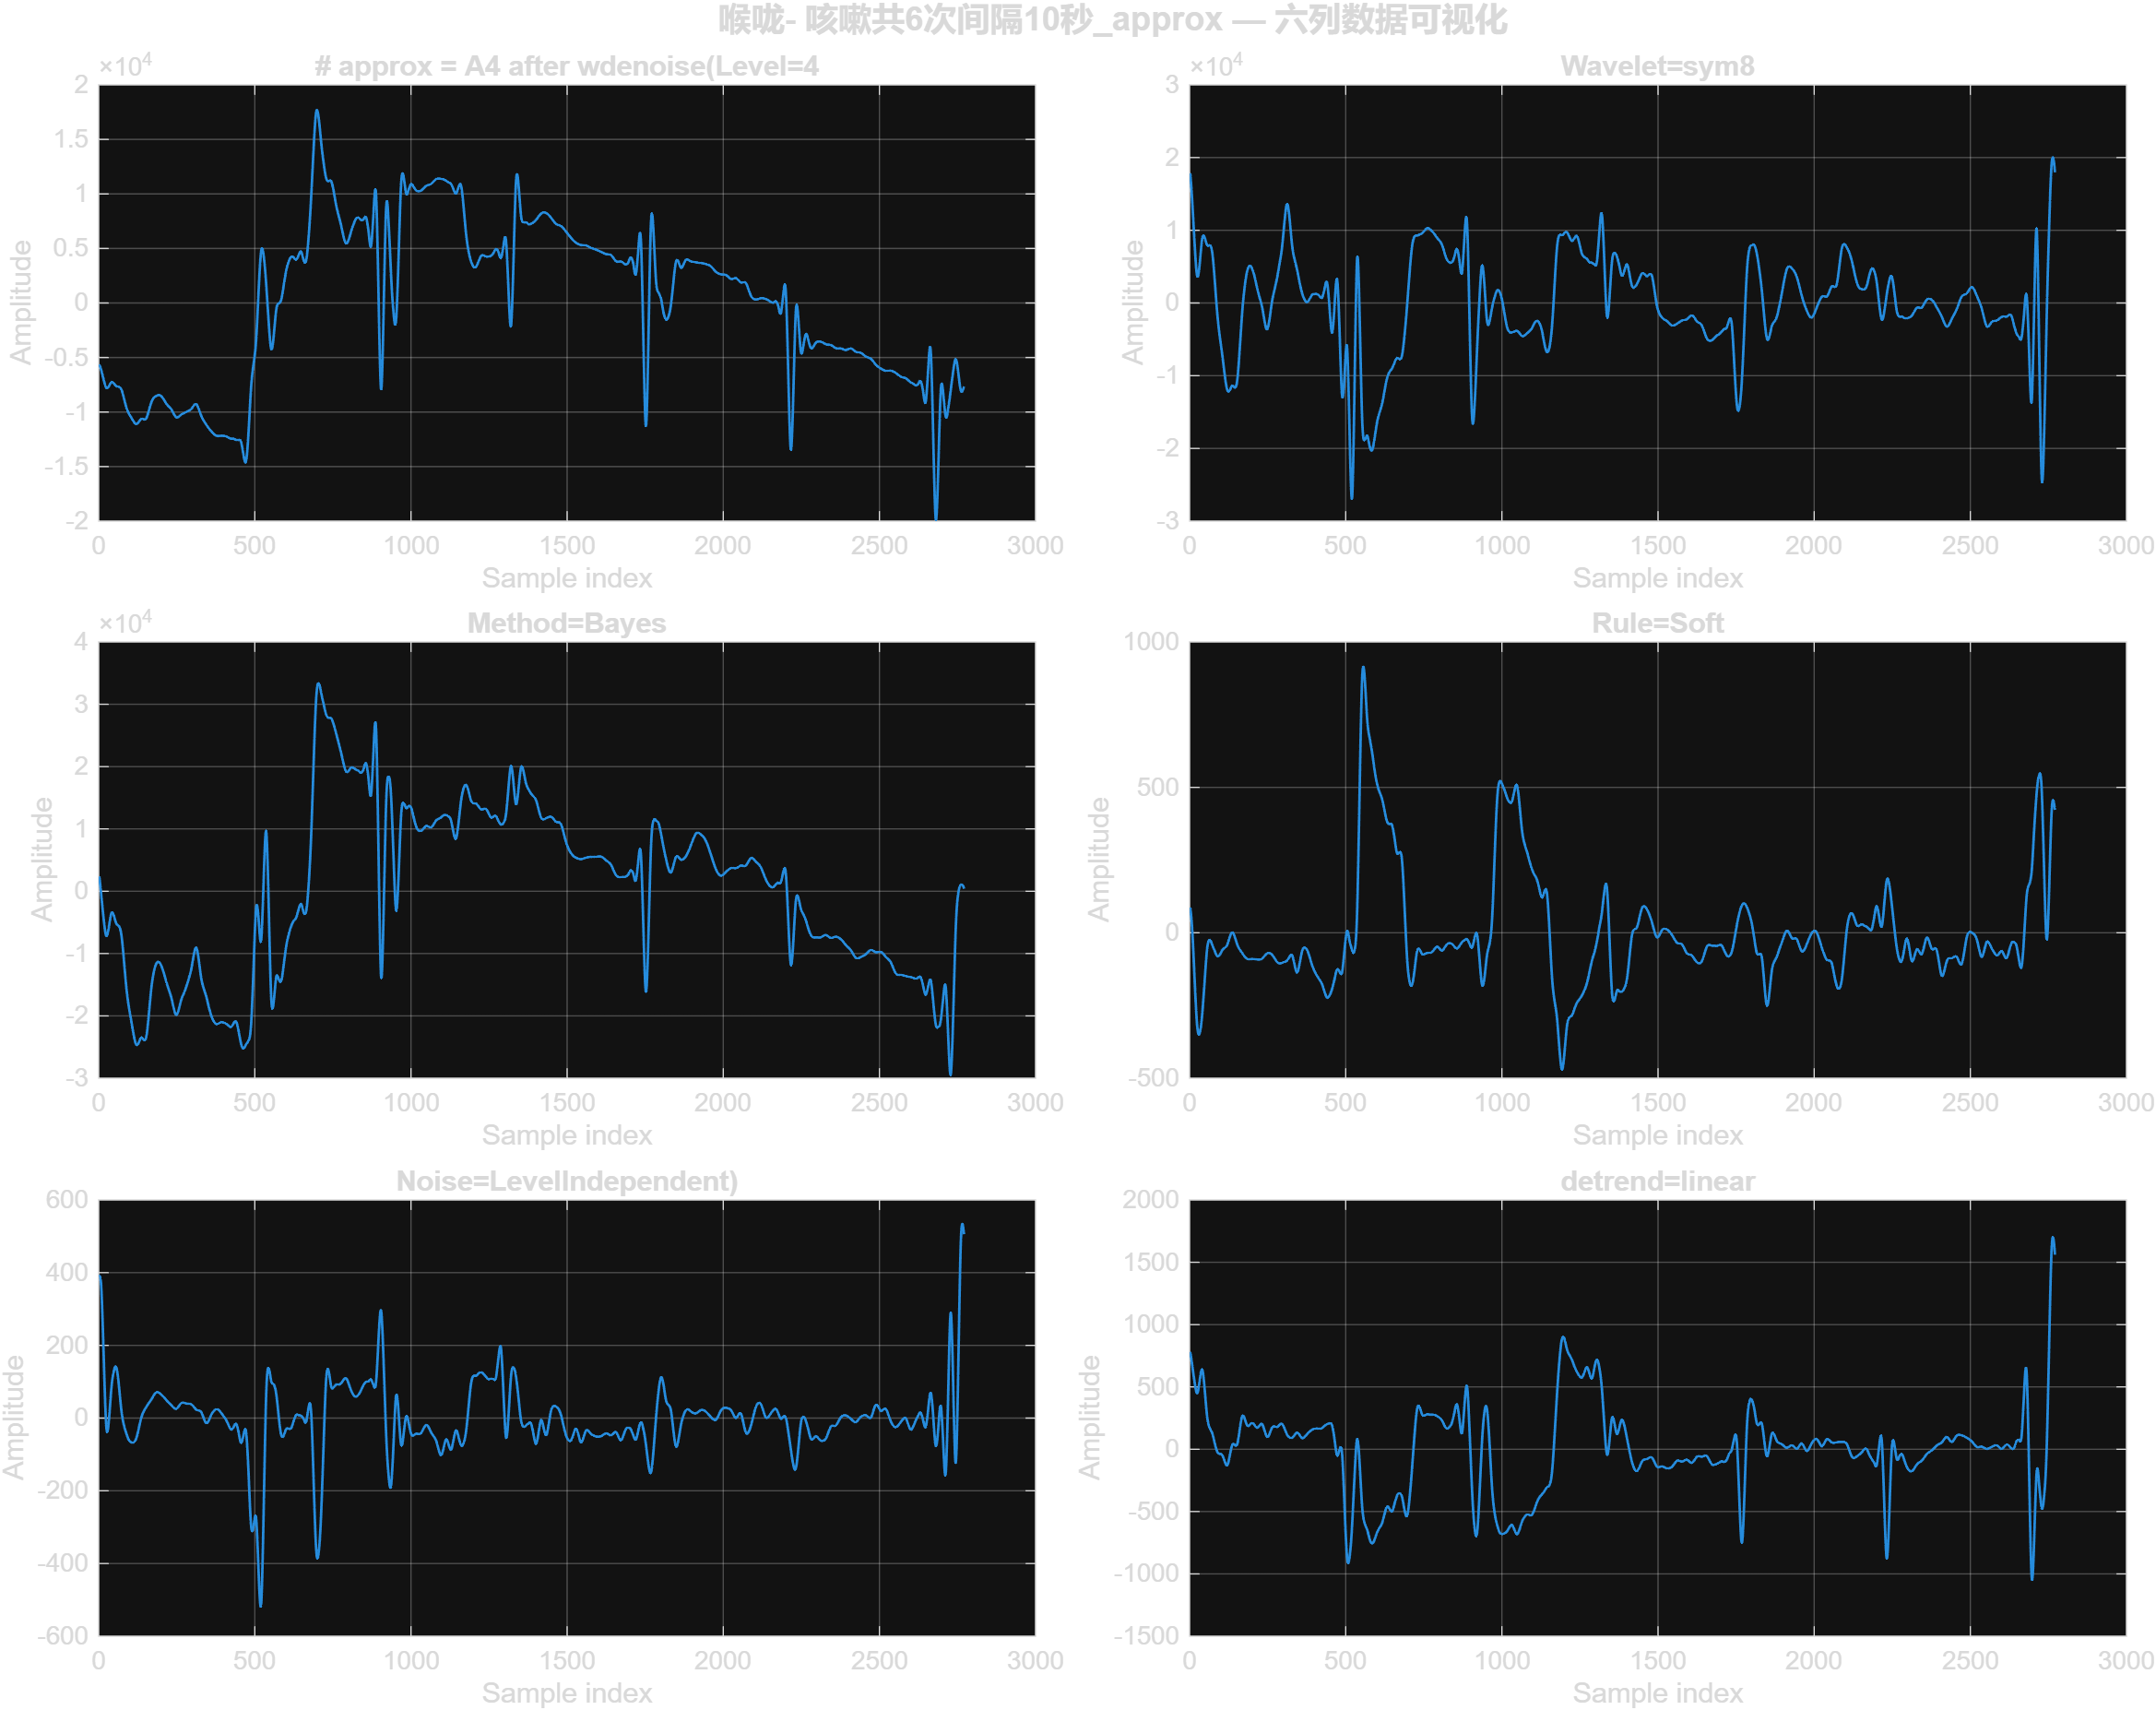 喉咙- 咳嗽共6次间隔10秒_approx — 六列数据可视化
# approx = A4 after wdenoise(Level=4
×10^4
2
1.5
1
0.5
0
-0.5
-1
-1.5
-2
Amplitude
0 500 1000 1500 2000 2500 3000
Sample index
Wavelet=sym8
×10^4
3
2
1
0
-1
-2
-3
Amplitude
0 500 1000 1500 2000 2500 3000
Sample index
Method=Bayes
×10^4
4
3
2
1
0
-1
-2
-3
Amplitude
0 500 1000 1500 2000 2500 3000
Sample index
Rule=Soft
1000
500
0
-500
Amplitude
0 500 1000 1500 2000 2500 3000
Sample index
Noise=LevelIndependent)
600
400
200
0
-200
-400
-600
Amplitude
0 500 1000 1500 2000 2500 3000
Sample index
detrend=linear
2000
1500
1000
500
0
-500
-1000
-1500
Amplitude
0 500 1000 1500 2000 2500 3000
Sample index